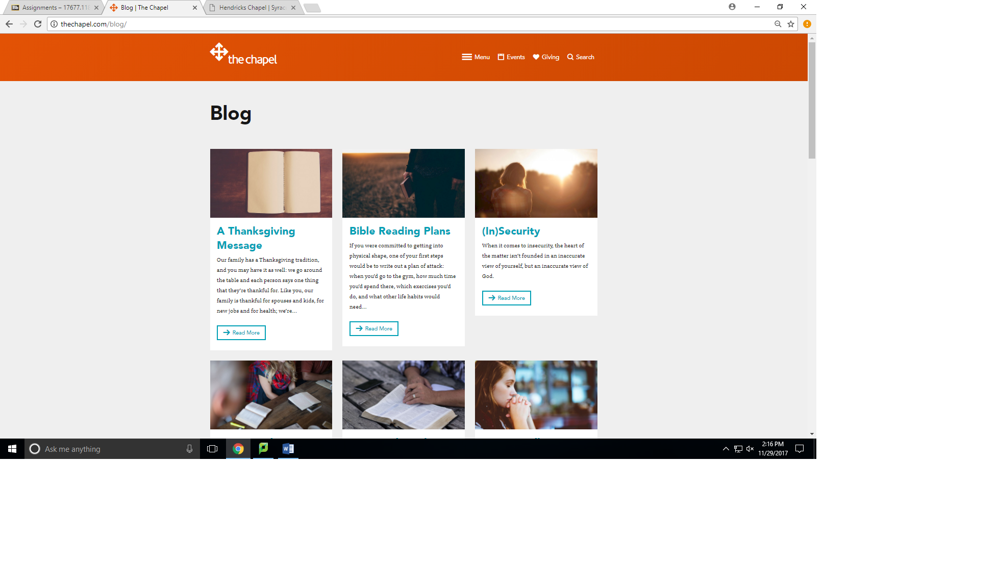 Bb Assignments – 17677.118
Blog | The Chapel
Hendricks Chapel | Syrac
thechapel.com/blog/
the chapel
Menu
Events
Giving
Search
Blog
A Thanksgiving
Message
Our family has a Thanksgiving tradition,
and you may have it as well: we go around
the table and each person says one thing
that they're thankful for. Like you, our
family is thankful for spouses and kids, for
new jobs and for health; we're...
Read More
Bible Reading Plans
If you were committed to getting into
physical shape, one of your first steps
would be to write out a plan of attack:
when you'd go to the gym, how much time
you'd spend there, which exercises you'd
do, and what other life habits would
need...
Read More
(In)Security
When it comes to insecurity, the heart of
the matter isn't founded in an inaccurate
view of yourself, but an inaccurate view of
God.
Read More
Ask me anything
2:16 PM
11/29/2017